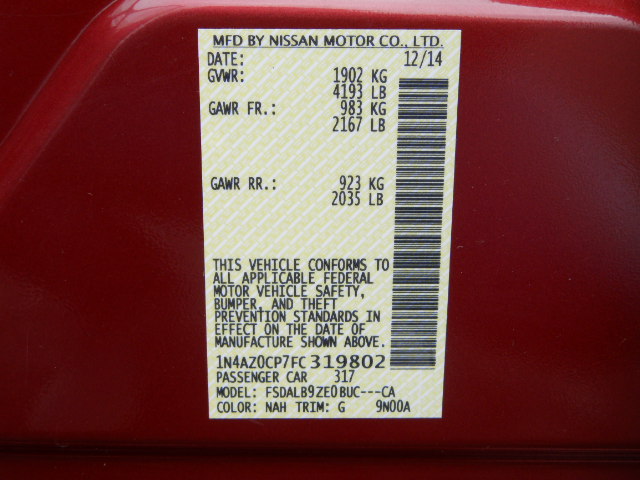 MFD BY NISSAN MOTOR CO., LTD.
DATE: 12/14
GVWR: 1902 KG
4193 LB
GAWR FR.: 983 KG
2167 LB
GAWR RR.: 923 KG
2035 LB
THIS VEHICLE CONFORMS TO
ALL APPLICABLE FEDERAL
MOTOR VEHICLE SAFETY,
BUMPER, AND THEFT
PREVENTION STANDARDS IN
EFFECT ON THE DATE OF
MANUFACTURE SHOWN ABOVE.
1N4AZ0CP7FC319802
PASSENGER CAR 317
MODEL: FSDALB9ZE0BUC---CA
COLOR: NAH TRIM: G 9N00A